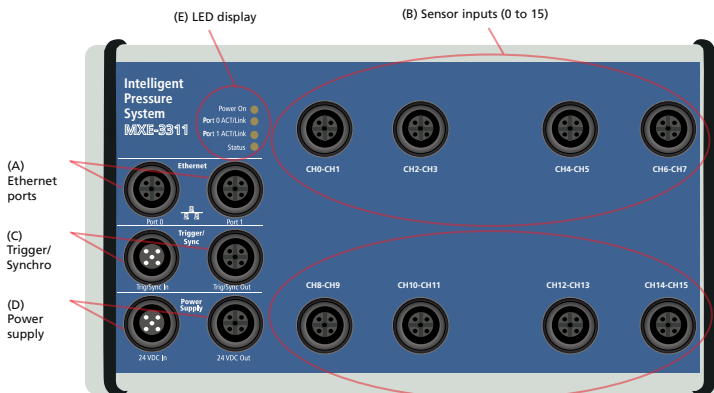 (E) LED display
(B) Sensor inputs (0 to 15)
Intelligent
Pressure
System
MXE-3311
Power On
Port 0 ACT/Link
Port 1 ACT/Link
Status
CH0-CH1
CH2-CH3
CH4-CH5
CH6-CH7
(A)
Ethernet
ports
Ethernet
Port 0
Port 1
(C)
Trigger/
Synchro
Trigger/
Sync
Trig/Sync In
Trig/Sync Out
CH8-CH9
CH10-CH11
CH12-CH13
CH14-CH15
(D)
Power
supply
Power
Supply
24 VDC In
24 VDC Out